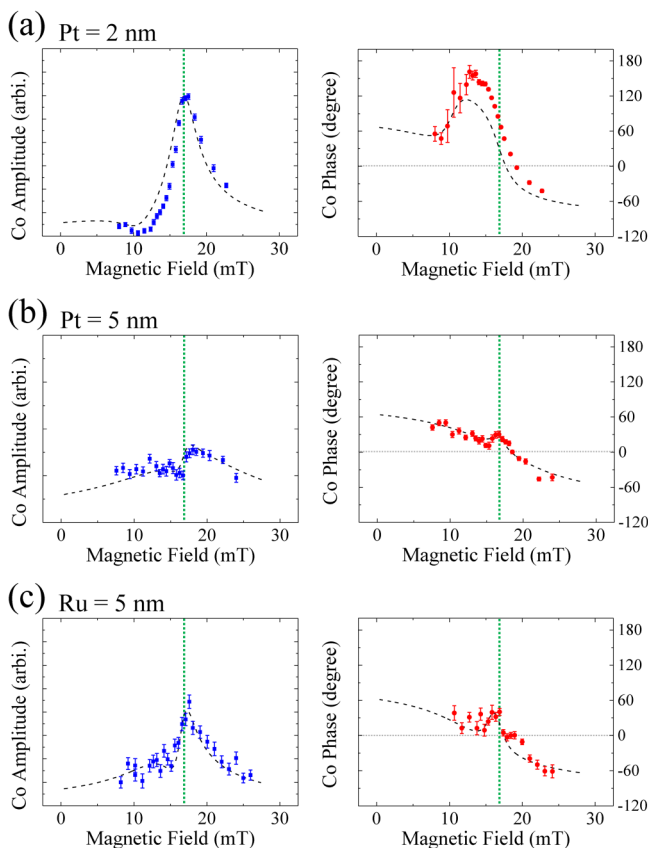 (a) Pt = 2 nm
Co Amplitude (arbi.)
0 10 20 30
Magnetic Field (mT)
Co Phase (degree)
180
120
60
0
-60
-120
0 10 20 30
Magnetic Field (mT)
(b) Pt = 5 nm
Co Amplitude (arbi.)
0 10 20 30
Magnetic Field (mT)
Co Phase (degree)
180
120
60
0
-60
-120
0 10 20 30
Magnetic Field (mT)
(c) Ru = 5 nm
Co Amplitude (arbi.)
0 10 20 30
Magnetic Field (mT)
Co Phase (degree)
180
120
60
0
-60
-120
0 10 20 30
Magnetic Field (mT)